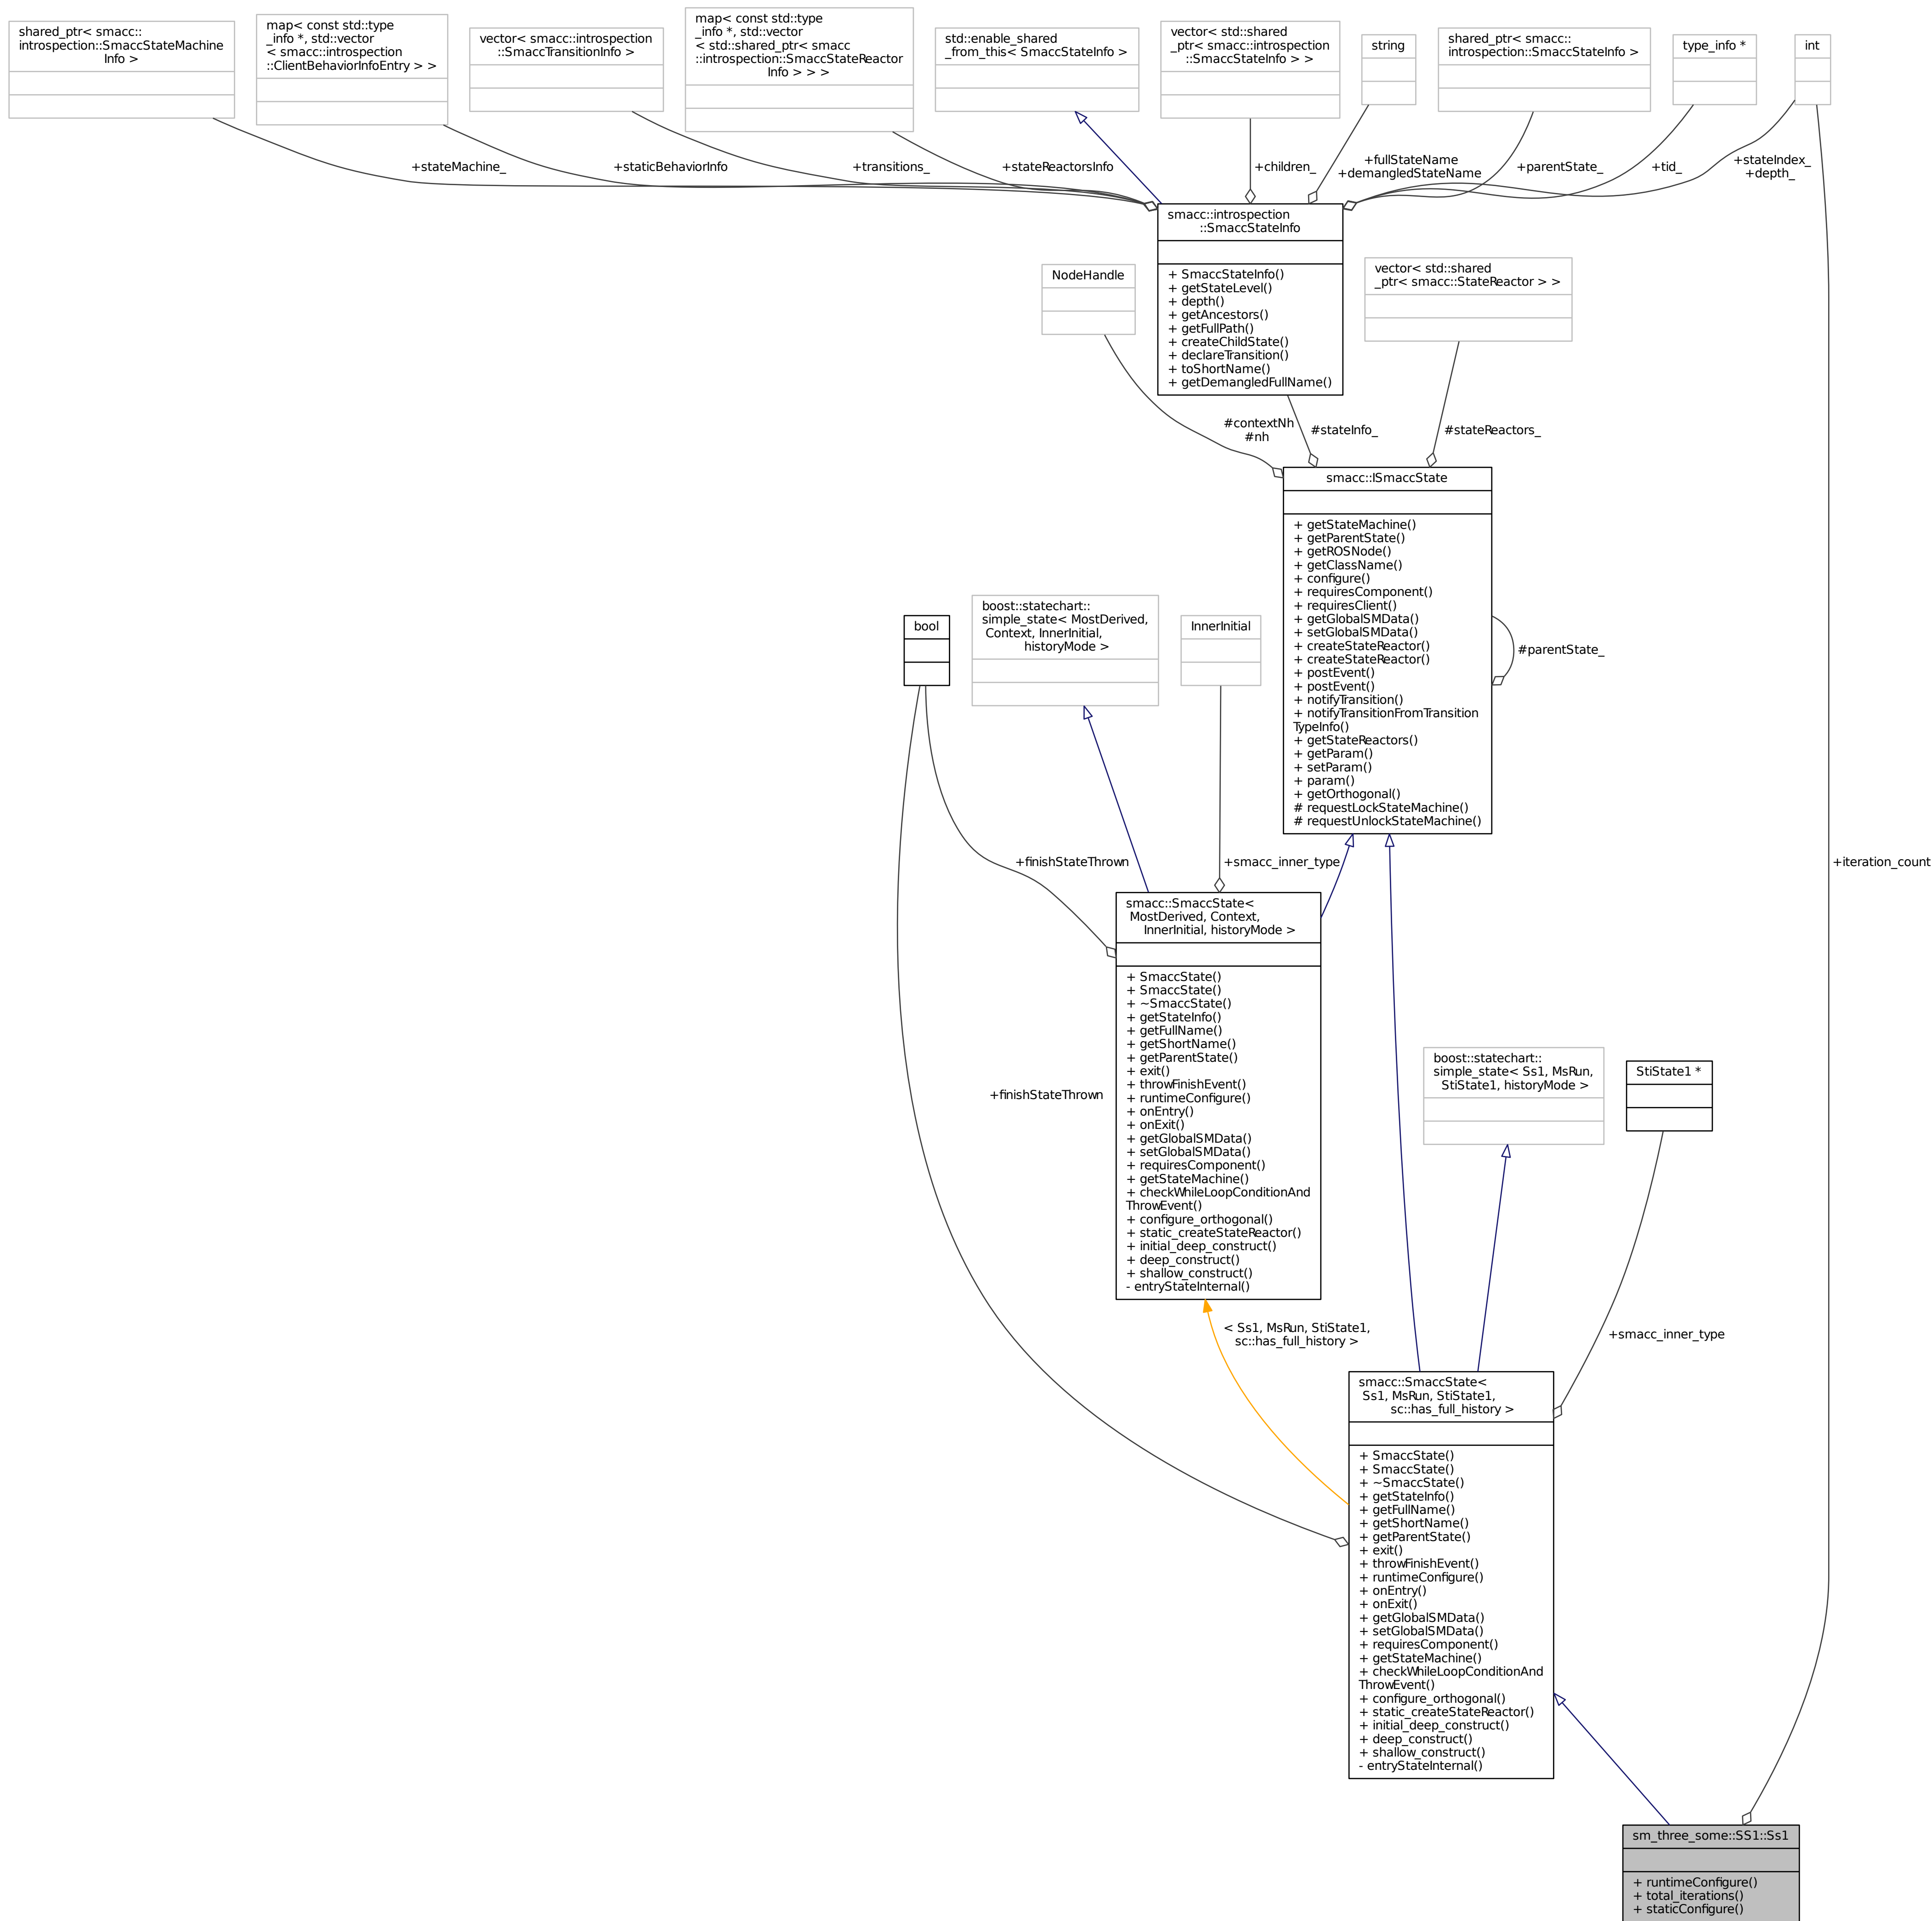 shared_ptr< smacc::
introspection::SmaccStateMachine
Info >
map< const std::type
_info *, std::vector
< smacc::introspection
::ClientBehaviorInfoEntry > >
vector< smacc::introspection
::SmaccTransitionInfo >
map< const std::type
_info *, std::vector
< std::shared_ptr< smacc
::introspection::SmaccStateReactor
Info > > >
std::enable_shared
_from_this< SmaccStateInfo >
vector< std::shared
_ptr< smacc::introspection
::SmaccStateInfo > >
string
shared_ptr< smacc::
introspection::SmaccStateInfo >
type_info *
int
+stateMachine_
+staticBehaviorInfo
+transitions_
+stateReactorsInfo
+children_
+fullStateName
+demangledStateName
+parentState_
+tid_
+stateIndex_
+depth_
smacc::introspection
::SmaccStateInfo
+ SmaccStateInfo()
+ getStateLevel()
+ depth()
+ getAncestors()
+ getFullPath()
+ createChildState()
+ declareTransition()
+ toShortName()
+ getDemangledFullName()
NodeHandle
vector< std::shared
_ptr< smacc::StateReactor > >
#contextNh
#nh
#stateInfo_
#stateReactors_
smacc::ISmaccState
+ getStateMachine()
+ getParentState()
+ getROSNode()
+ getClassName()
+ configure()
+ requiresComponent()
+ requiresClient()
+ getGlobalSMData()
+ setGlobalSMData()
+ createStateReactor()
+ createStateReactor()
+ postEvent()
+ postEvent()
+ notifyTransition()
+ notifyTransitionFromTransition
TypeInfo()
+ getStateReactors()
+ getParam()
+ setParam()
+ param()
+ getOrthogonal()
# requestLockStateMachine()
# requestUnlockStateMachine()
#parentState_
bool
boost::statechart::
simple_state< MostDerived,
Context, InnerInitial,
historyMode >
InnerInitial
+finishStateThrown
+smacc_inner_type
+iteration_count
smacc::SmaccState<
MostDerived, Context,
InnerInitial, historyMode >
+ SmaccState()
+ SmaccState()
+ ~SmaccState()
+ getStateInfo()
+ getFullName()
+ getShortName()
+ getParentState()
+ exit()
+ throwFinishEvent()
+ runtimeConfigure()
+ onEntry()
+ onExit()
+ getGlobalSMData()
+ setGlobalSMData()
+ requiresComponent()
+ getStateMachine()
+ checkWhileLoopConditionAnd
ThrowEvent()
+ configure_orthogonal()
+ static_createStateReactor()
+ initial_deep_construct()
+ deep_construct()
+ shallow_construct()
- entryStateInternal()
+finishStateThrown
boost::statechart::
simple_state< Ss1, MsRun,
StiState1, historyMode >
StiState1 *
< Ss1, MsRun, StiState1,
sc::has_full_history >
+smacc_inner_type
smacc::SmaccState<
Ss1, MsRun, StiState1,
sc::has_full_history >
+ SmaccState()
+ SmaccState()
+ ~SmaccState()
+ getStateInfo()
+ getFullName()
+ getShortName()
+ getParentState()
+ exit()
+ throwFinishEvent()
+ runtimeConfigure()
+ onEntry()
+ onExit()
+ getGlobalSMData()
+ setGlobalSMData()
+ requiresComponent()
+ getStateMachine()
+ checkWhileLoopConditionAnd
ThrowEvent()
+ configure_orthogonal()
+ static_createStateReactor()
+ initial_deep_construct()
+ deep_construct()
+ shallow_construct()
- entryStateInternal()
sm_three_some::SS1::Ss1
+ runtimeConfigure()
+ total_iterations()
+ staticConfigure()